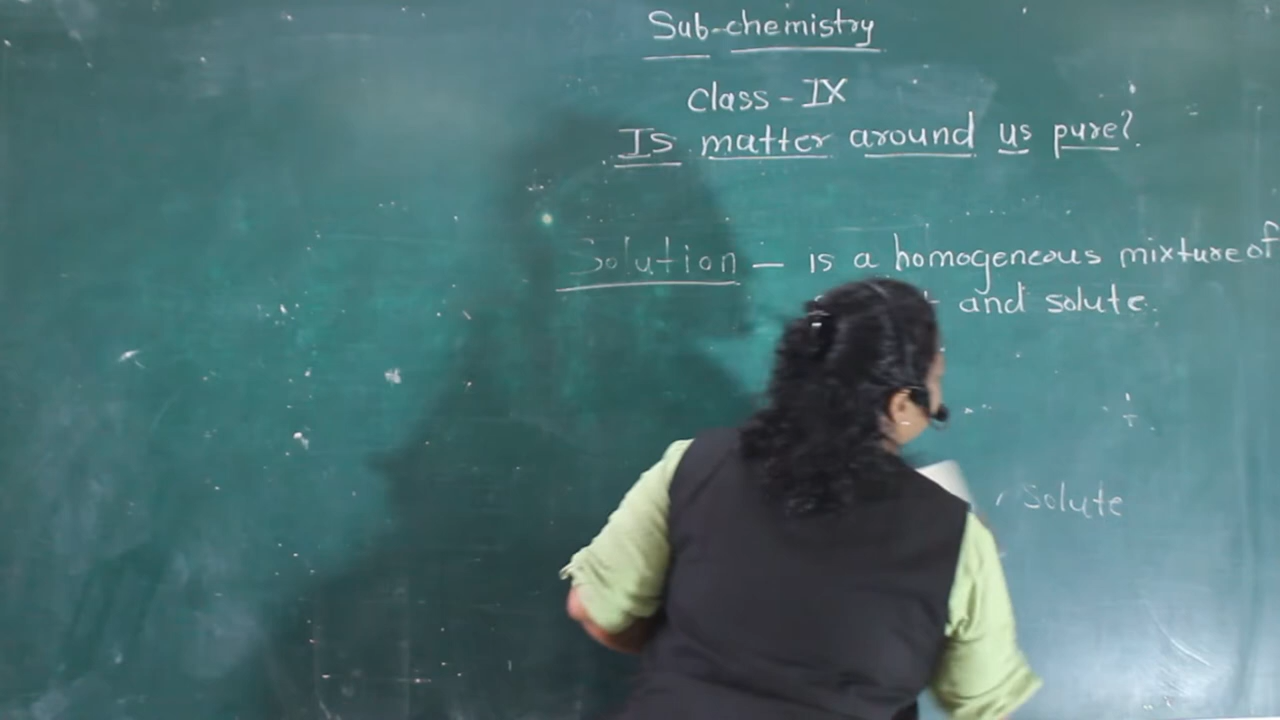 Sub-chemistry
Class - IX
Is matter around us pure?
Solution — is a homogeneous mixture of
and solute.
solute